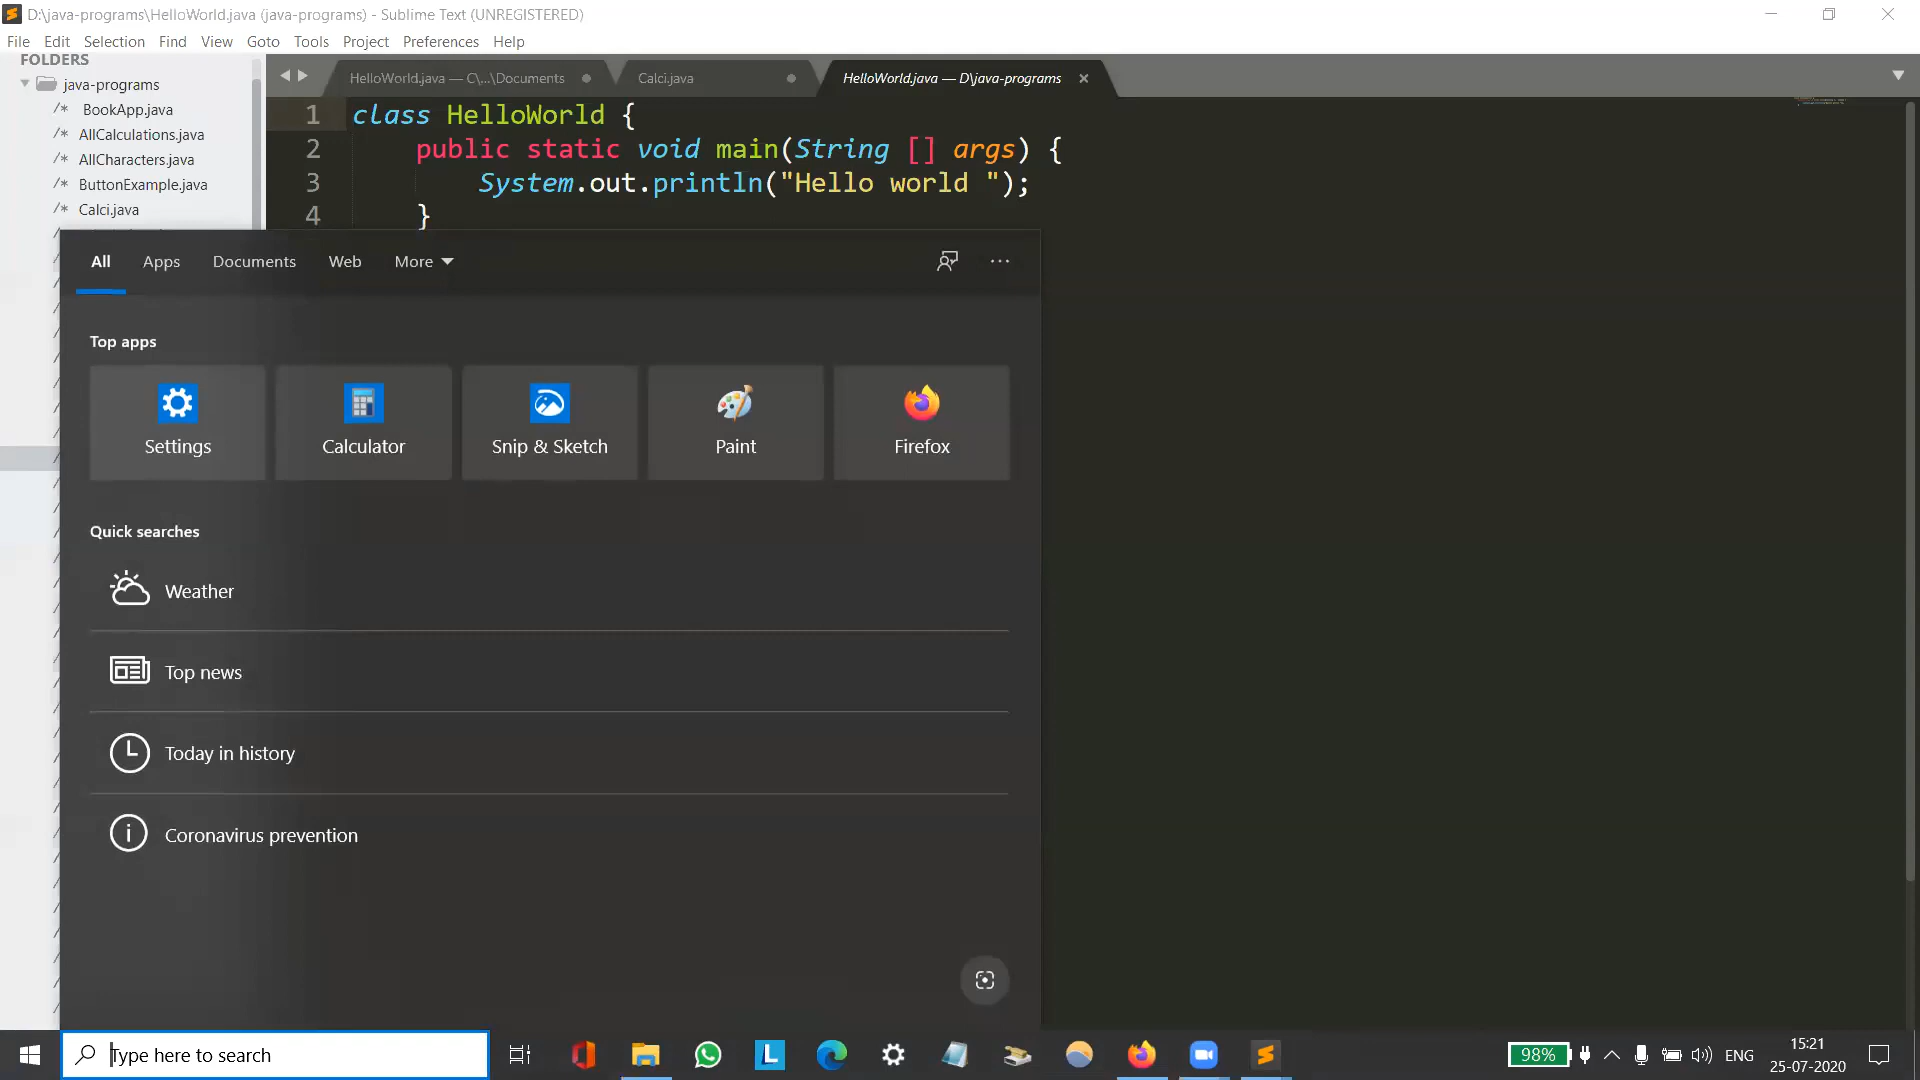 D:\java-programs\HelloWorld.java (java-programs) - Sublime Text (UNREGISTERED)
File Edit Selection Find View Goto Tools Project Preferences Help
FOLDERS
java-programs
/* BookApp.java
/* AllCalculations.java
/* AllCharacters.java
/* ButtonExample.java
/* Calci.java
HelloWorld.java — C\...\Documents
Calci.java
HelloWorld.java — D\java-programs
1 class HelloWorld {
2 public static void main(String [] args) {
3 System.out.println("Hello world ");
4 }
All Apps Documents Web More
Top apps
Settings
Calculator
Snip & Sketch
Paint
Firefox
Quick searches
Weather
Top news
Today in history
Coronavirus prevention
Type here to search
L
98%
ENG
15:21
25-07-2020